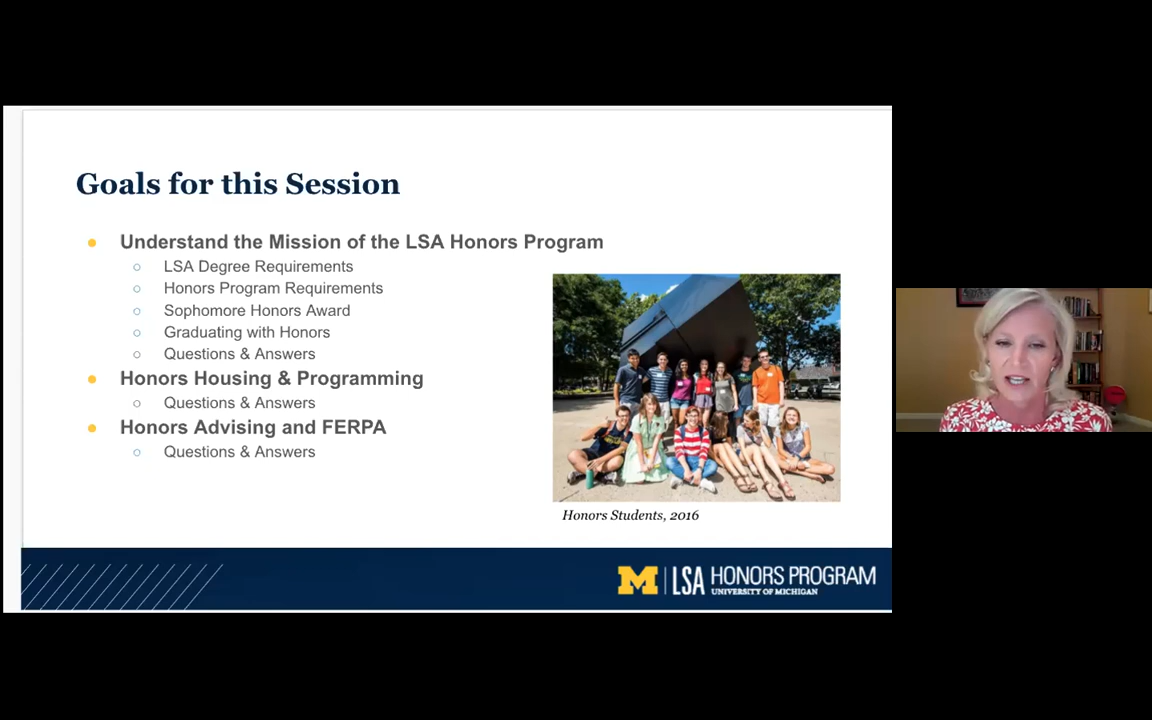 Goals for this Session
Understand the Mission of the LSA Honors Program
LSA Degree Requirements
Honors Program Requirements
Sophomore Honors Award
Graduating with Honors
Questions & Answers
Honors Housing & Programming
Questions & Answers
Honors Advising and FERPA
Questions & Answers
Honors Students, 2016
M LSA HONORS PROGRAM
UNIVERSITY OF MICHIGAN